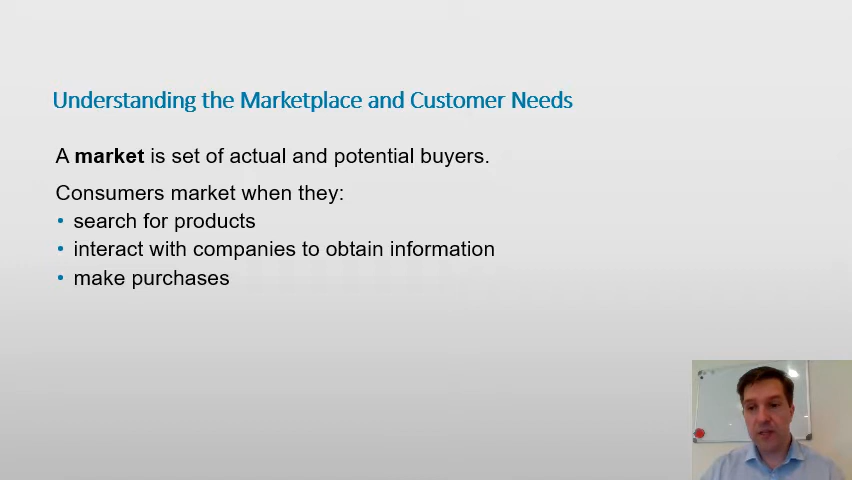 Understanding the Marketplace and Customer Needs
A market is set of actual and potential buyers.
Consumers market when they:
• search for products
• interact with companies to obtain information
• make purchases